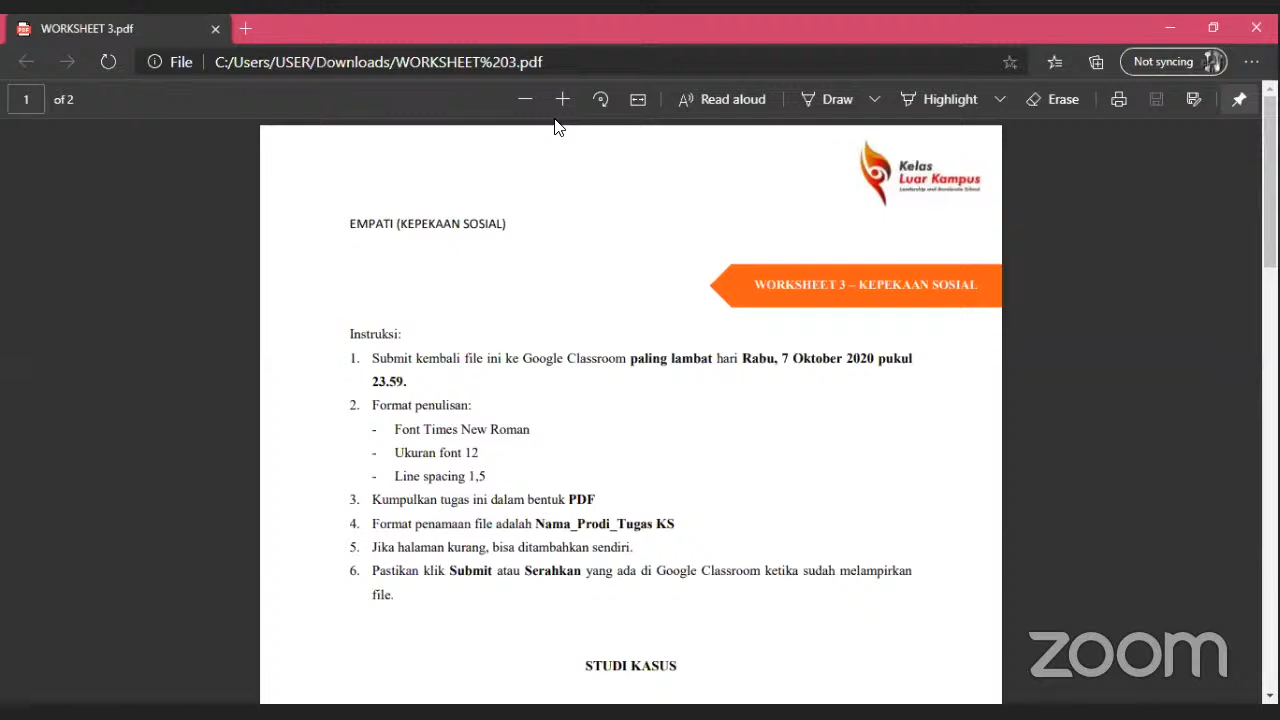 WORKSHEET 3.pdf
File C:/Users/USER/Downloads/WORKSHEET%203.pdf Not syncing
1 of 2 Read aloud Draw Highlight Erase
Kelas
Luar Kampus
EMPATI (KEPEKAAN SOSIAL)
WORKSHEET 3 – KEPEKAAN SOSIAL
Instruksi:
1. Submit kembali file ini ke Google Classroom paling lambat hari Rabu, 7 Oktober 2020 pukul
23.59.
2. Format penulisan:
- Font Times New Roman
- Ukuran font 12
- Line spacing 1,5
3. Kumpulkan tugas ini dalam bentuk PDF
4. Format penamaan file adalah Nama_Prodi_Tugas KS
5. Jika halaman kurang, bisa ditambahkan sendiri.
6. Pastikan klik Submit atau Serahkan yang ada di Google Classroom ketika sudah melampirkan
file.
STUDI KASUS
zoom